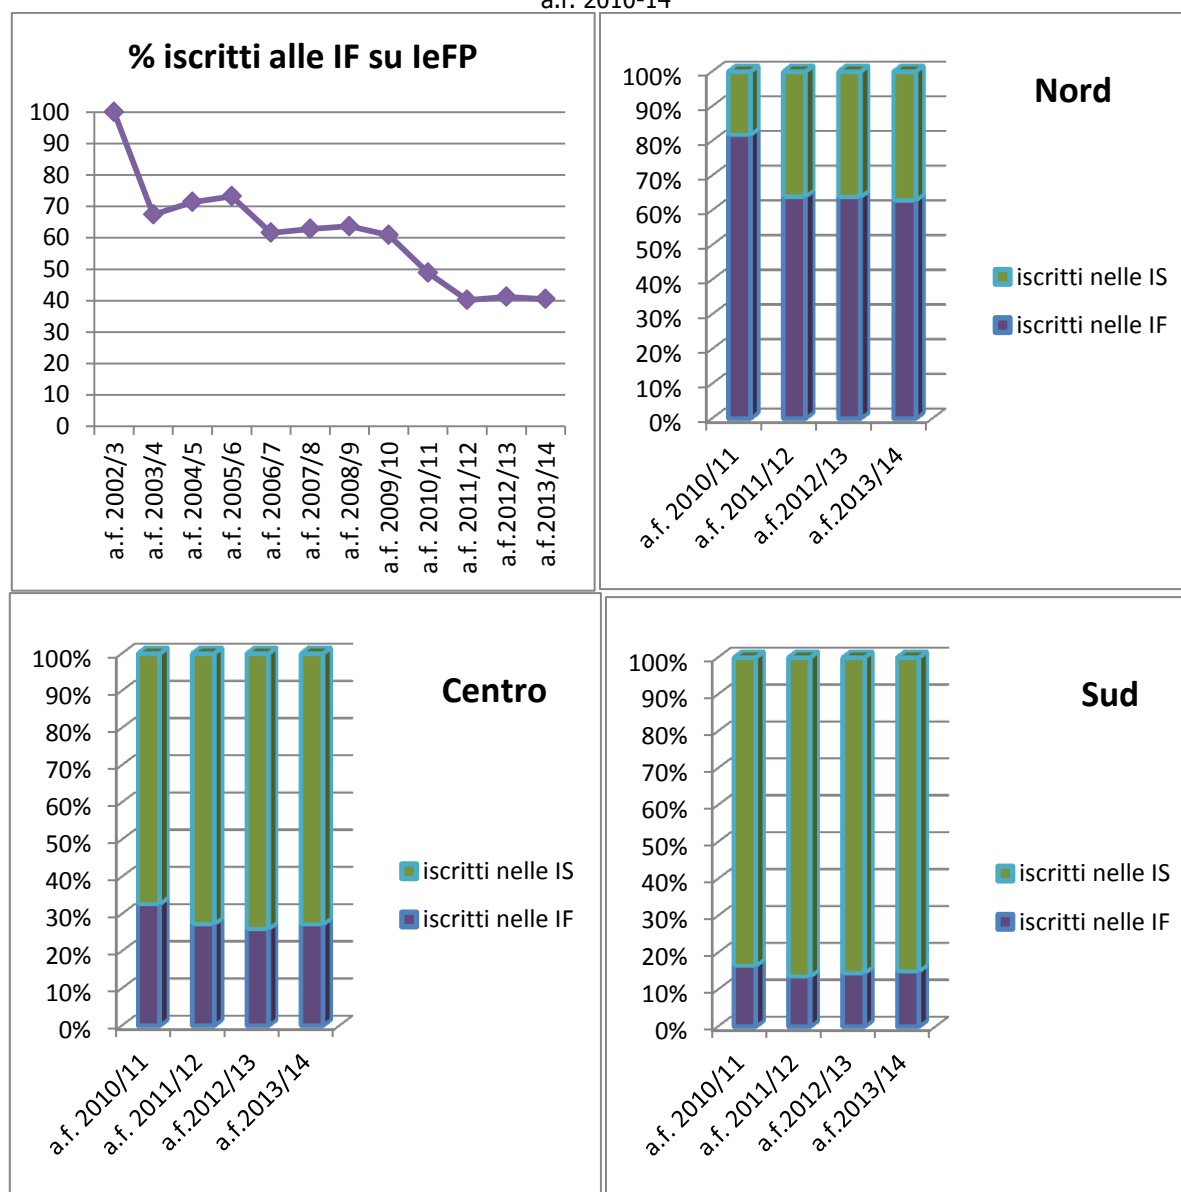 a.f. 2010-14
% iscritti alle IF su IeFP
100
90
80
70
60
50
40
30
20
10
0
a.f. 2002/3
a.f. 2003/4
a.f. 2004/5
a.f. 2005/6
a.f. 2006/7
a.f. 2007/8
a.f. 2008/9
a.f. 2009/10
a.f. 2010/11
a.f. 2011/12
a.f.2012/13
a.f.2013/14
Nord
100%
90%
80%
70%
60%
50%
40%
30%
20%
10%
0%
a.f. 2010/11
a.f. 2011/12
a.f.2012/13
a.f.2013/14
iscritti nelle IS
iscritti nelle IF
Centro
100%
90%
80%
70%
60%
50%
40%
30%
20%
10%
0%
a.f. 2010/11
a.f. 2011/12
a.f.2012/13
a.f.2013/14
iscritti nelle IS
iscritti nelle IF
Sud
100%
90%
80%
70%
60%
50%
40%
30%
20%
10%
0%
a.f. 2010/11
a.f. 2011/12
a.f.2012/13
a.f.2013/14
iscritti nelle IS
iscritti nelle IF